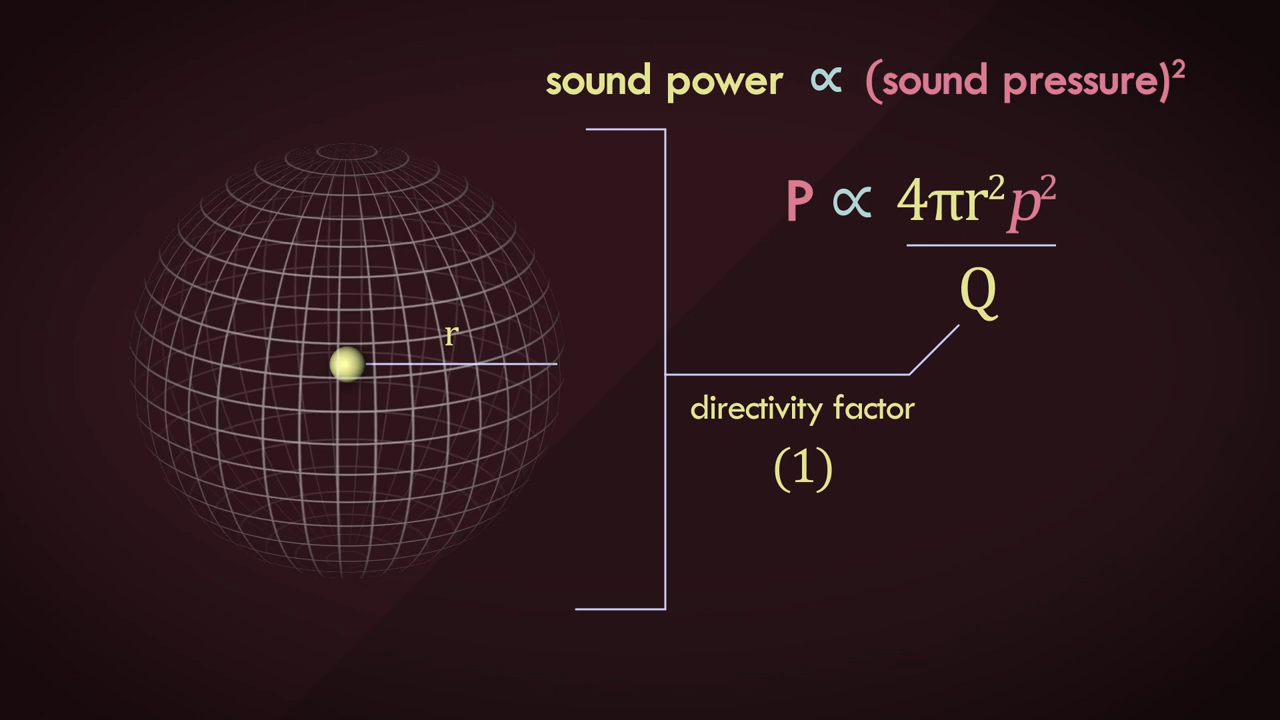 sound power ∝ (sound pressure)²
P ∝ 4πr²p²
Q
r
directivity factor
(1)